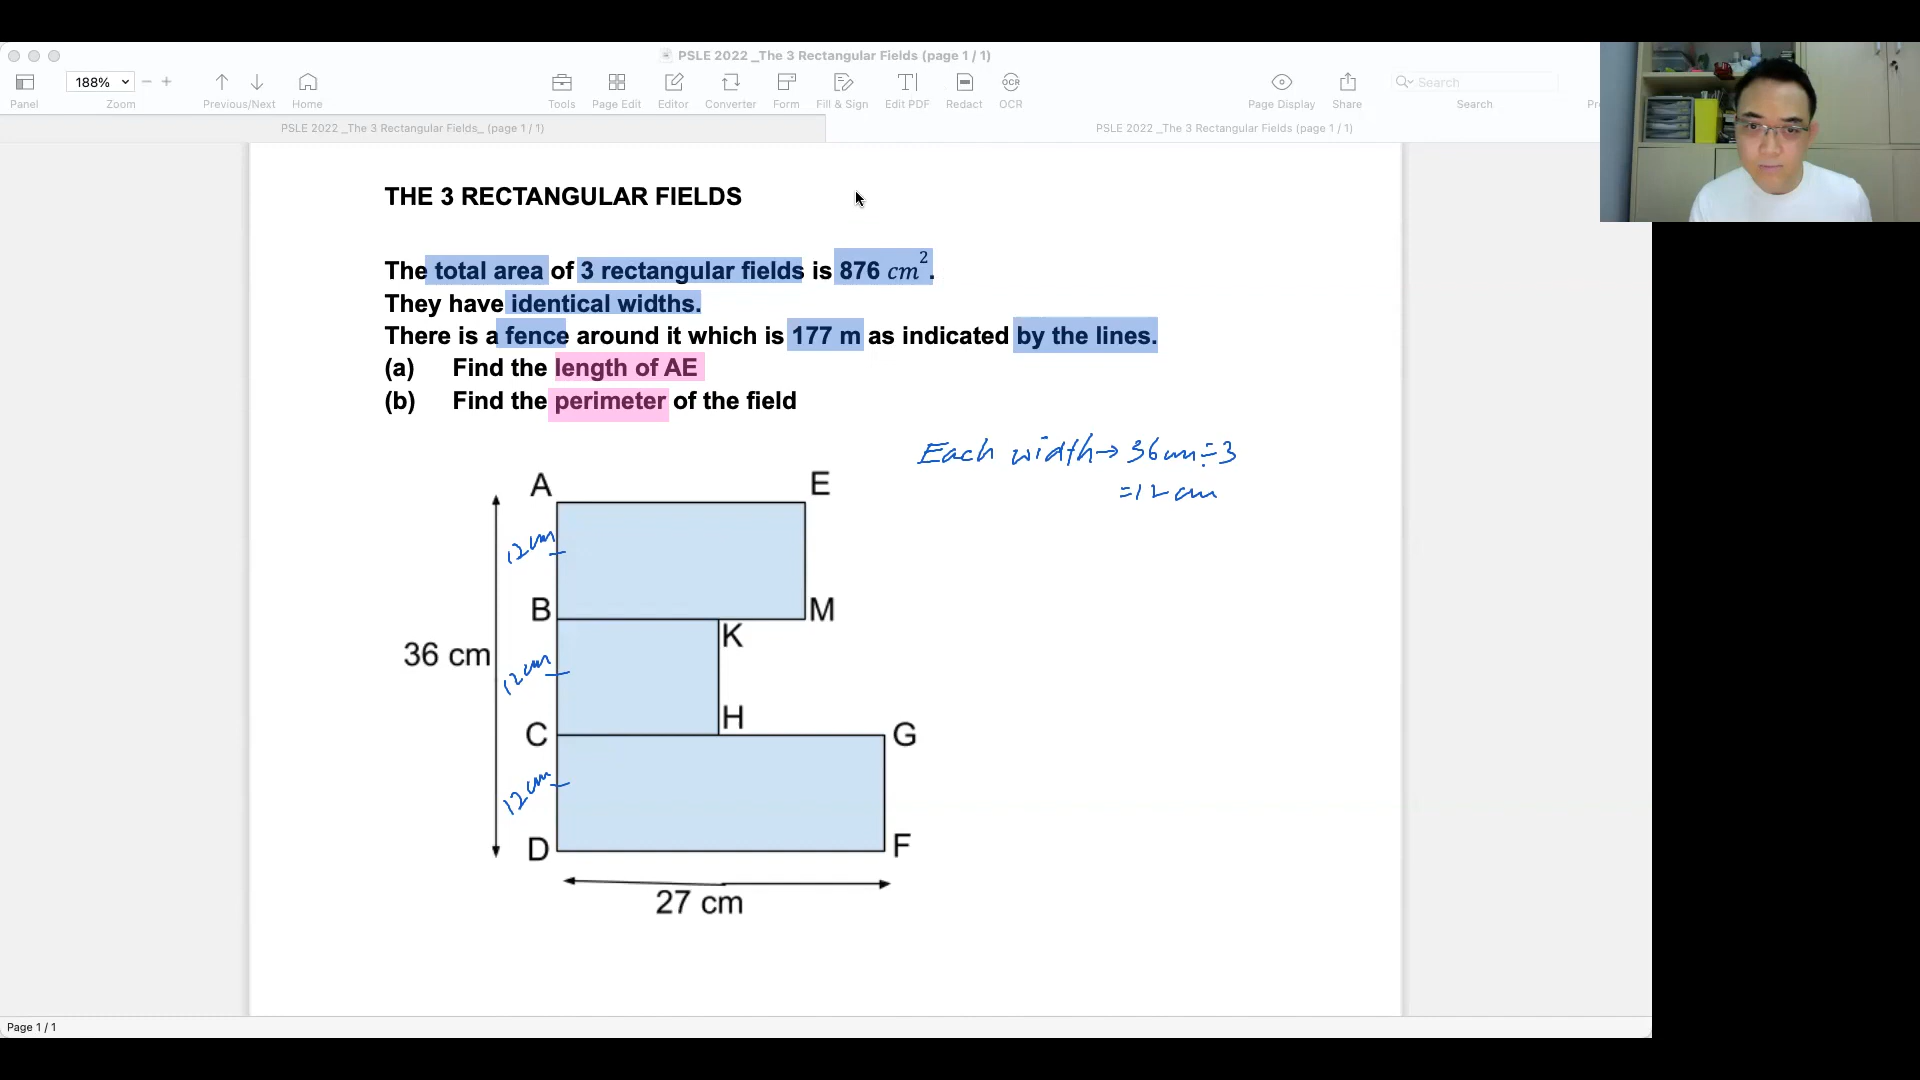 PSLE 2022 _The 3 Rectangular Fields (page 1 / 1)
188%
Search
Panel
Zoom
Previous/Next
Home
Tools
Page Edit
Editor
Converter
Form
Fill & Sign
Edit PDF
Redact
OCR
OCR
Page Display
Share
Search
PSLE 2022 _The 3 Rectangular Fields_ (page 1 / 1)
PSLE 2022 _The 3 Rectangular Fields (page 1 / 1)
THE 3 RECTANGULAR FIELDS
The total area of 3 rectangular fields is 876 cm².
They have identical widths.
There is a fence around it which is 177 m as indicated by the lines.
(a) Find the length of AE
(b) Find the perimeter of the field
Each width → 36cm ÷ 3
= 12 cm
A
E
12cm
B
M
K
36 cm
12cm
H
C
G
12cm
D
F
27 cm
Page 1 / 1